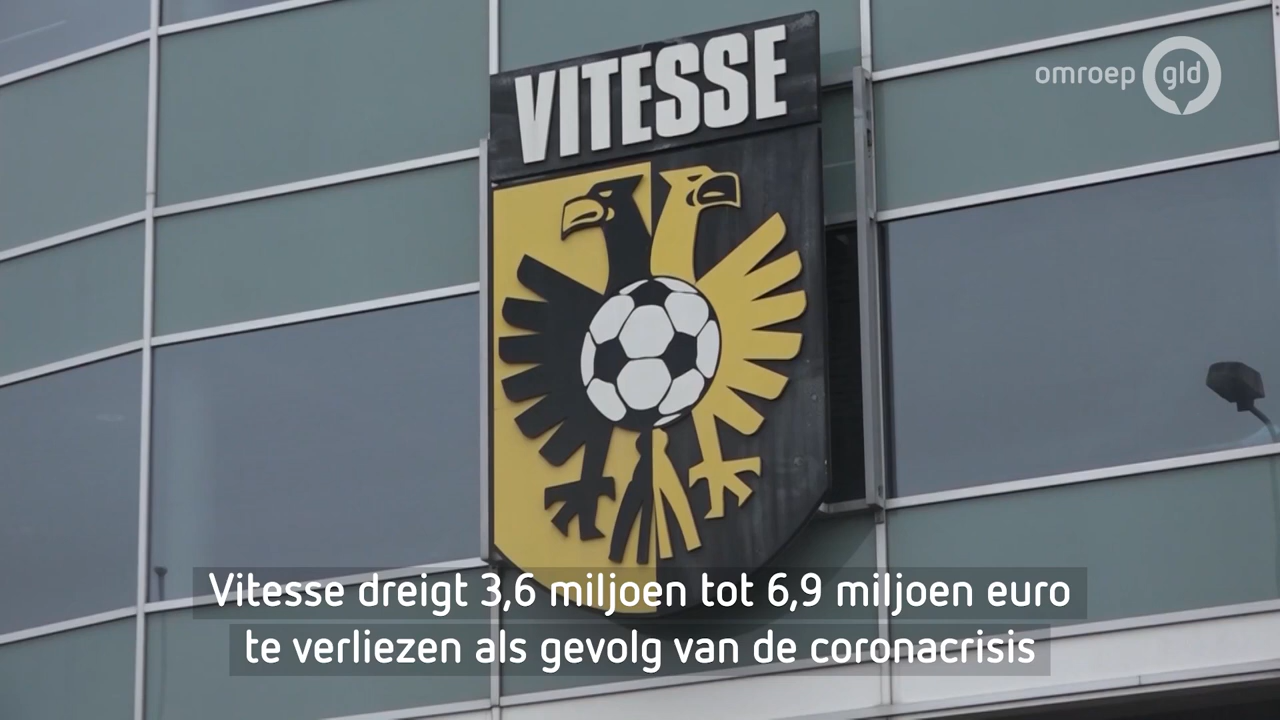 VITESSE
omroep gld
Vitesse dreigt 3,6 miljoen tot 6,9 miljoen euro
te verliezen als gevolg van de coronacrisis